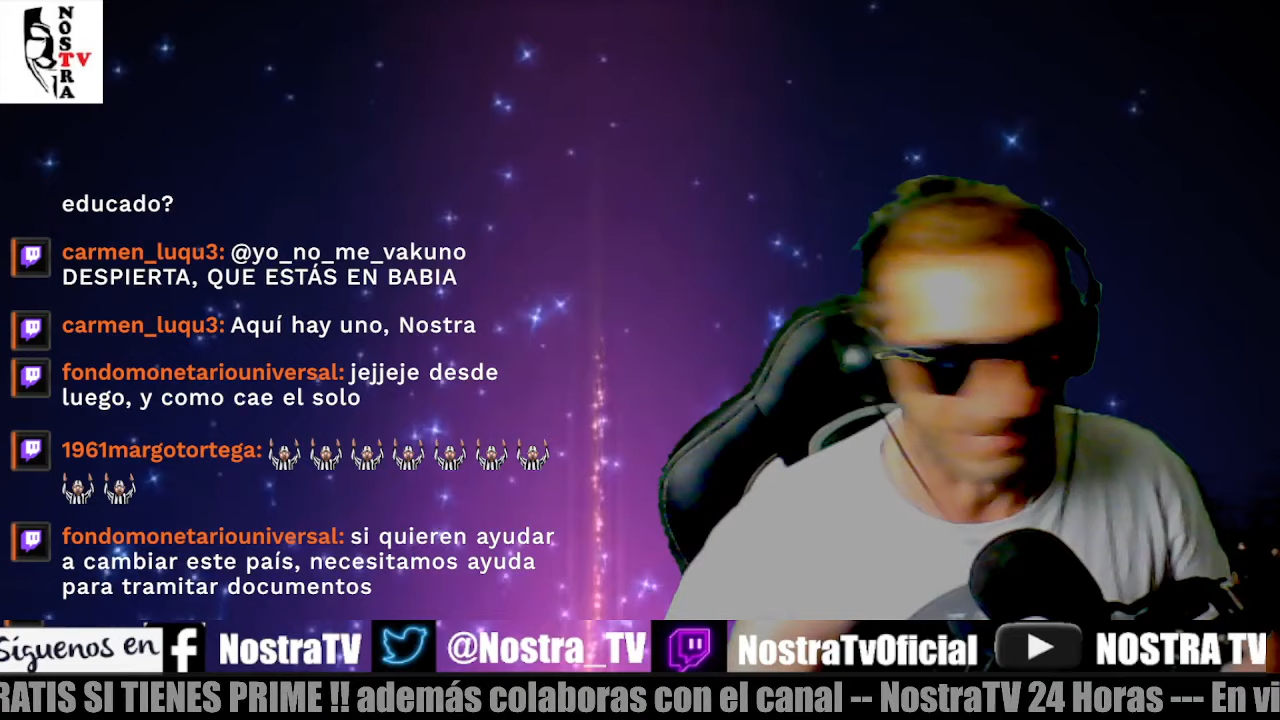 NOSTRA
TV
educado?
carmen_luqu3: @yo_no_me_vakuno
DESPIERTA, QUE ESTÁS EN BABIA
carmen_luqu3: Aquí hay uno, Nostra
fondomonetariouniversal: jejjeje desde
luego, y como cae el solo
1961margotortega:
fondomonetariouniversal: si quieren ayudar
a cambiar este país, necesitamos ayuda
para tramitar documentos
Síguenos en NostraTV @Nostra_TV NostraTvOficial NOSTRA TV
RATIS SI TIENES PRIME !! además colaboras con el canal -- NostraTV 24 Horas --- En vi